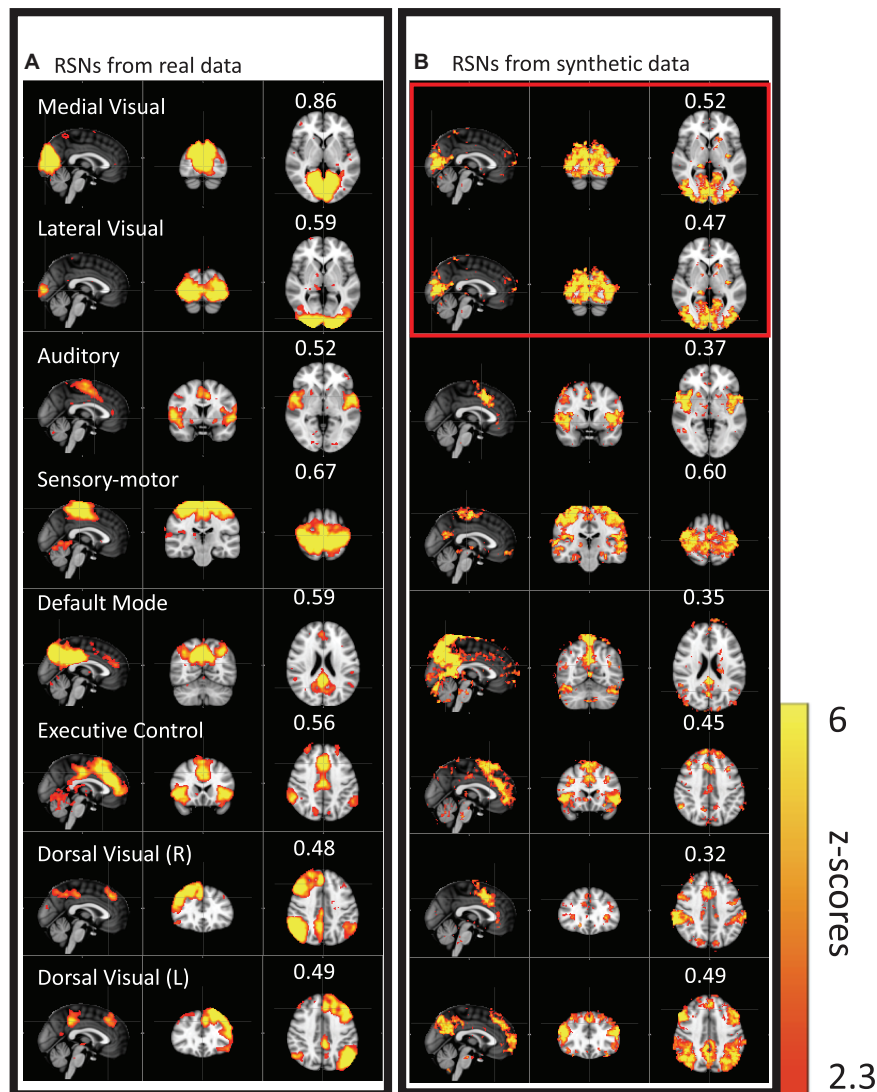 A RSNs from real data
Medial Visual 0.86
Lateral Visual 0.59
Auditory 0.52
Sensory-motor 0.67
Default Mode 0.59
Executive Control 0.56
Dorsal Visual (R) 0.48
Dorsal Visual (L) 0.49
B RSNs from synthetic data
0.52
0.47
0.37
0.60
0.35
0.45
0.32
0.49
6
z-scores
2.3